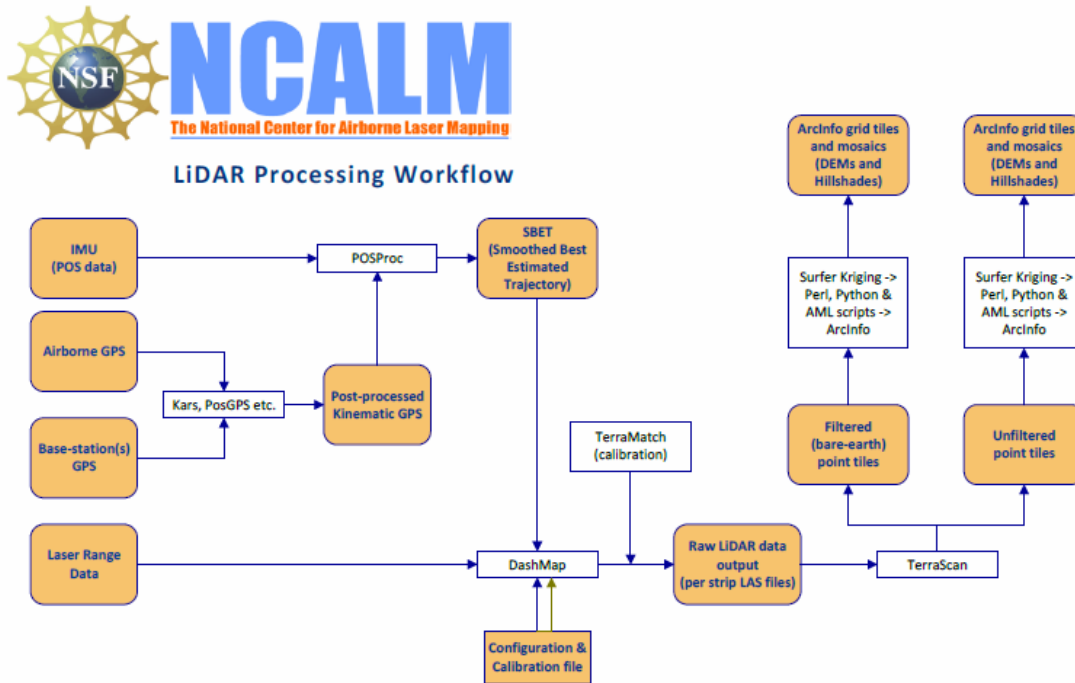 NSF
NCALM
The National Center for Airborne Laser Mapping
LiDAR Processing Workflow
IMU
(POS data)
POSProc
SBET
(Smoothed Best
Estimated
Trajectory)
Airborne GPS
Kars, PosGPS etc.
Post-processed
Kinematic GPS
Base-station(s)
GPS
Laser Range
Data
DashMap
Configuration &
Calibration file
TerraMatch
(calibration)
Raw LiDAR data
output
(per strip LAS files)
TerraScan
Filtered
(bare-earth)
point tiles
Unfiltered
point tiles
Surfer Kriging ->
Perl, Python &
AML scripts ->
ArcInfo
Surfer Kriging ->
Perl, Python &
AML scripts ->
ArcInfo
ArcInfo grid tiles
and mosaics
(DEMs and
Hillshades)
ArcInfo grid tiles
and mosaics
(DEMs and
Hillshades)